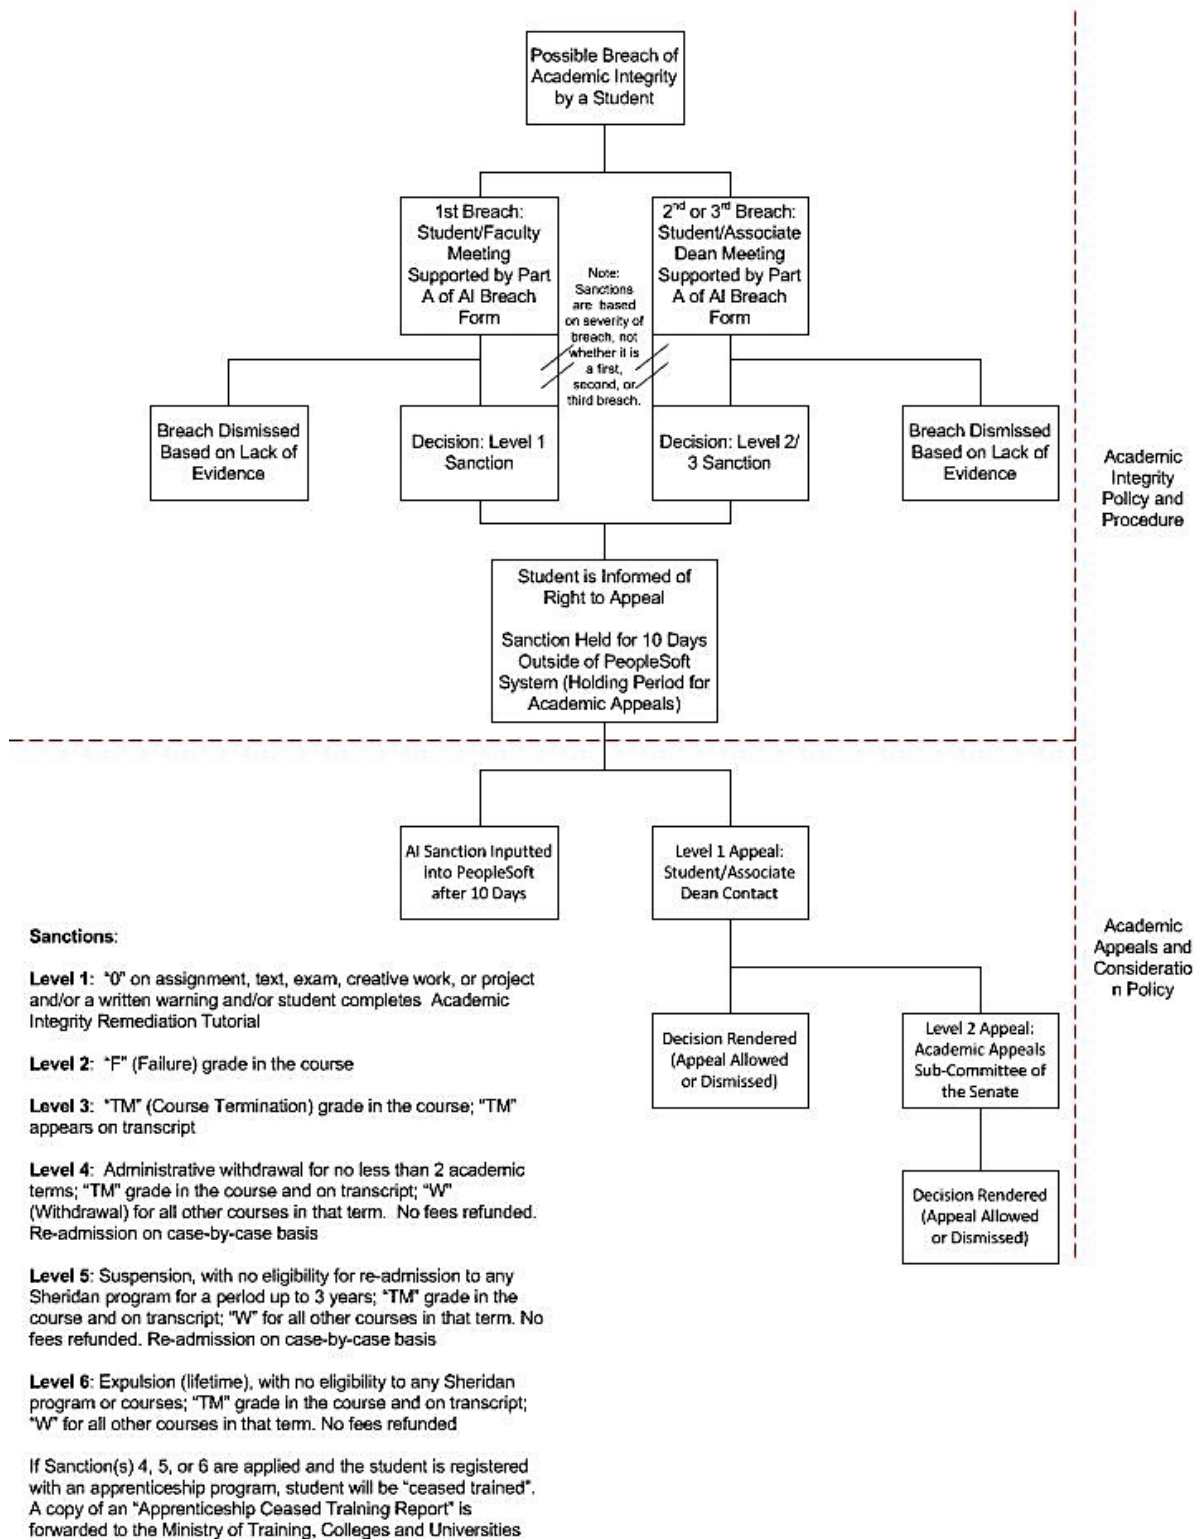 Possible Breach of
Academic Integrity
by a Student
1st Breach:
Student/Faculty
Meeting
Supported by Part
A of AI Breach
Form
2nd or 3rd Breach:
Student/Associate
Dean Meeting
Supported by Part
A of AI Breach
Form
Note:
Sanctions
are based
on severity of
breach, not
whether it is
a first,
second, or
third breach.
Breach Dismissed
Based on Lack of
Evidence
Decision: Level 1
Sanction
Decision: Level 2/
3 Sanction
Breach Dismissed
Based on Lack of
Evidence
Academic
Integrity
Policy and
Procedure
Student is Informed of
Right to Appeal
Sanction Held for 10 Days
Outside of PeopleSoft
System (Holding Period for
Academic Appeals)
AI Sanction Inputted
into PeopleSoft
after 10 Days
Level 1 Appeal:
Student/Associate
Dean Contact
Academic
Appeals and
Consideratio
n Policy
Decision Rendered
(Appeal Allowed
or Dismissed)
Level 2 Appeal:
Academic Appeals
Sub-Committee of
the Senate
Decision Rendered
(Appeal Allowed
or Dismissed)
Sanctions:
Level 1: "0" on assignment, text, exam, creative work, or project
and/or a written warning and/or student completes Academic
Integrity Remediation Tutorial
Level 2: "F" (Failure) grade in the course
Level 3: "TM" (Course Termination) grade in the course; "TM"
appears on transcript
Level 4: Administrative withdrawal for no less than 2 academic
terms; "TM" grade in the course and on transcript; "W"
(Withdrawal) for all other courses in that term. No fees refunded.
Re-admission on case-by-case basis
Level 5: Suspension, with no eligibility for re-admission to any
Sheridan program for a period up to 3 years; "TM" grade in the
course and on transcript; "W" for all other courses in that term. No
fees refunded. Re-admission on case-by-case basis
Level 6: Expulsion (lifetime), with no eligibility to any Sheridan
program or courses; "TM" grade in the course and on transcript;
"W" for all other courses in that term. No fees refunded
If Sanction(s) 4, 5, or 6 are applied and the student is registered
with an apprenticeship program, student will be "ceased trained".
A copy of an "Apprenticeship Ceased Training Report" is
forwarded to the Ministry of Training, Colleges and Universities